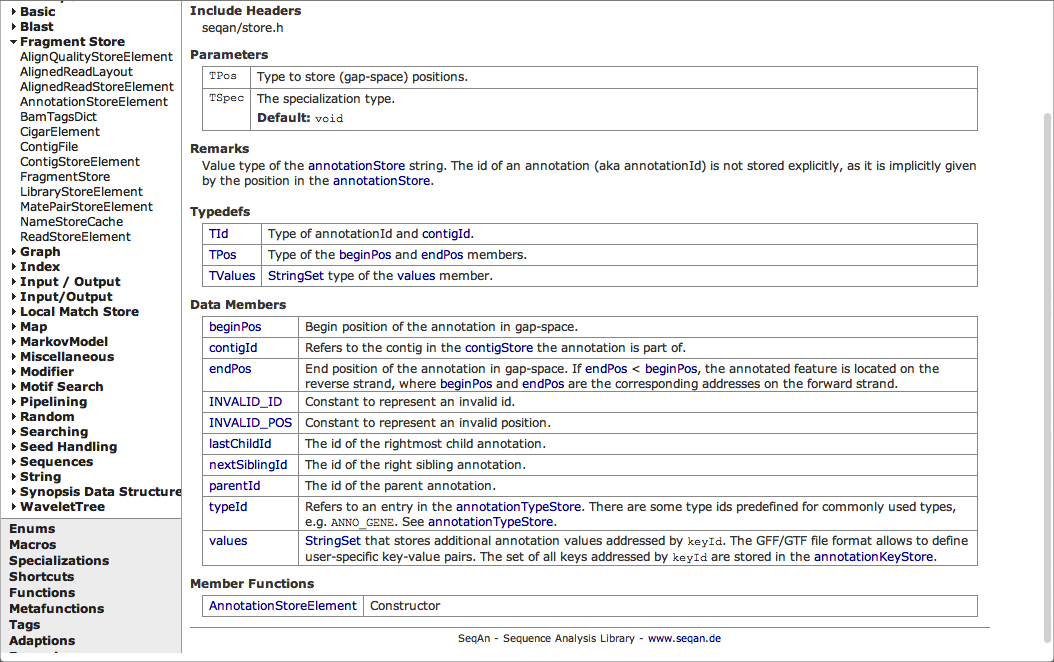 Basic
Blast
Fragment Store
AlignQualityStoreElement
AlignedReadLayout
AlignedReadStoreElement
AnnotationStoreElement
BamTagsDict
CigarElement
ContigFile
ContigStoreElement
FragmentStore
LibraryStoreElement
MatePairStoreElement
NameStoreCache
ReadStoreElement
Graph
Index
Input / Output
Input/Output
Local Match Store
Map
MarkovModel
Miscellaneous
Modifier
Motif Search
Pipelining
Random
Searching
Seed Handling
Sequences
String
Synopsis Data Structure
WaveletTree
Enums
Macros
Specializations
Shortcuts
Functions
Metafunctions
Tags
Adaptions
Include Headers
seqan/store.h
Parameters
TPos Type to store (gap-space) positions.
TSpec The specialization type.
Default: void
Remarks
Value type of the annotationStore string. The id of an annotation (aka annotationId) is not stored explicitly, as it is implicitly given
by the position in the annotationStore.
Typedefs
TId Type of annotationId and contigId.
TPos Type of the beginPos and endPos members.
TValues StringSet type of the values member.
Data Members
beginPos Begin position of the annotation in gap-space.
contigId Refers to the contig in the contigStore the annotation is part of.
endPos End position of the annotation in gap-space. If endPos < beginPos, the annotated feature is located on the
reverse strand, where beginPos and endPos are the corresponding addresses on the forward strand.
INVALID_ID Constant to represent an invalid id.
INVALID_POS Constant to represent an invalid position.
lastChildId The id of the rightmost child annotation.
nextSiblingId The id of the right sibling annotation.
parentId The id of the parent annotation.
typeId Refers to an entry in the annotationTypeStore. There are some type ids predefined for commonly used types,
e.g. ANNO_GENE. See annotationTypeStore.
values StringSet that stores additional annotation values addressed by keyId. The GFF/GTF file format allows to define
user-specific key-value pairs. The set of all keys addressed by keyId are stored in the annotationKeyStore.
Member Functions
AnnotationStoreElement Constructor
SeqAn - Sequence Analysis Library - www.seqan.de